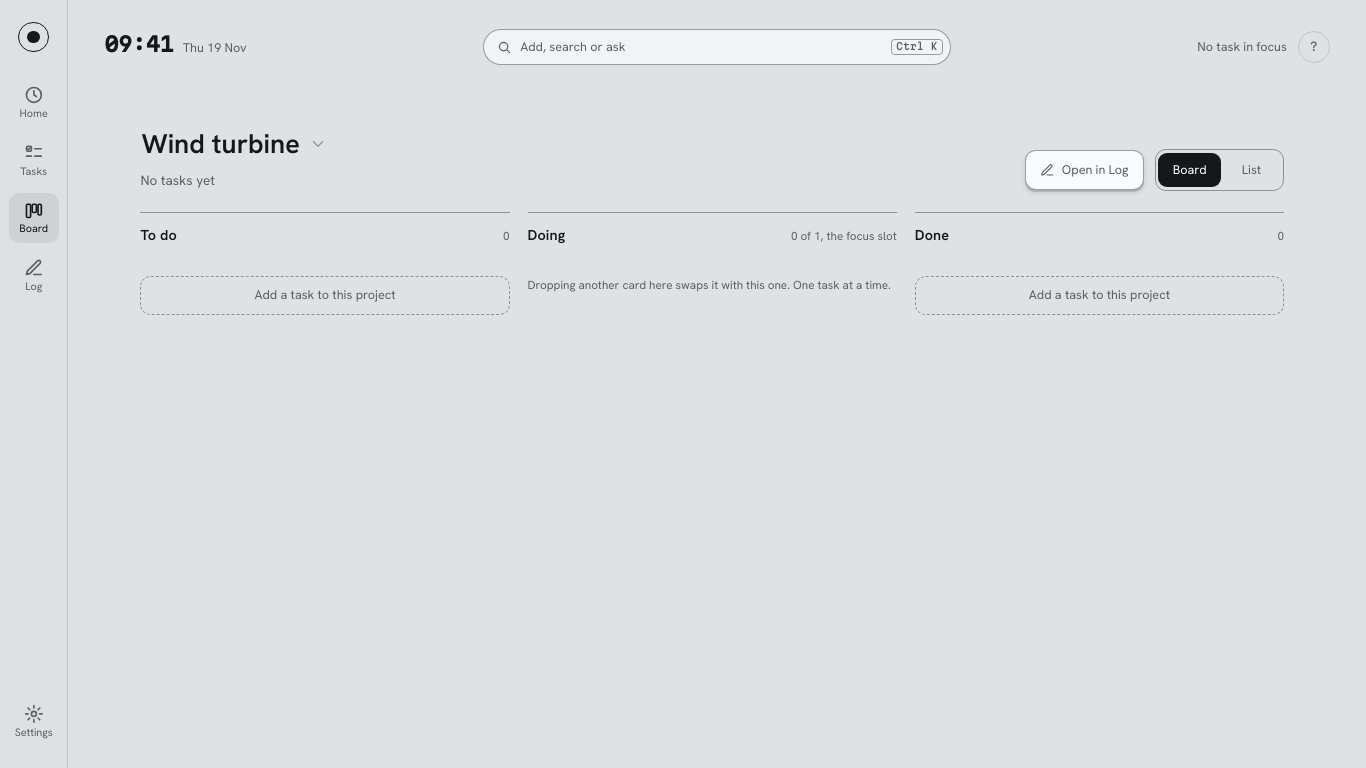 09:41 Thu 19 Nov
Add, search or ask
Ctrl K
No task in focus
?
Home
Tasks
Board
Log
Settings
Wind turbine
No tasks yet
Open in Log
Board
List
To do
0
Doing
0 of 1, the focus slot
Done
0
Add a task to this project
Dropping another card here swaps it with this one. One task at a time.
Add a task to this project